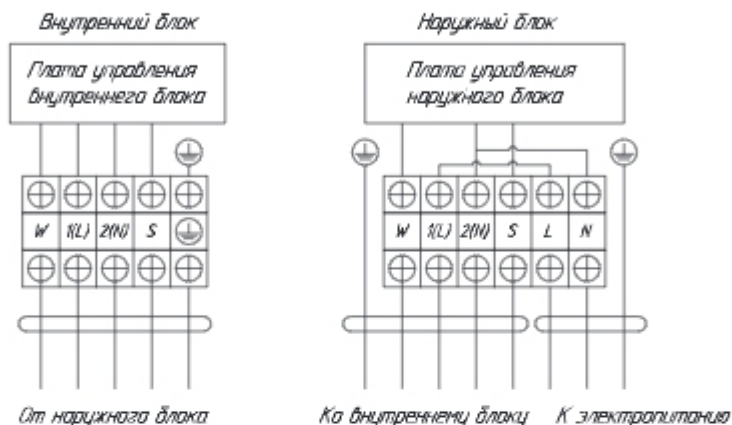 Внутренний блок
Наружный блок
Плата управления
внутреннего блока
Плата управления
наружного блока
W 1(L) 2(N) S
W 1(L) 2(N) S L N
От наружного блока
Ко внутреннему блоку
К электропитанию